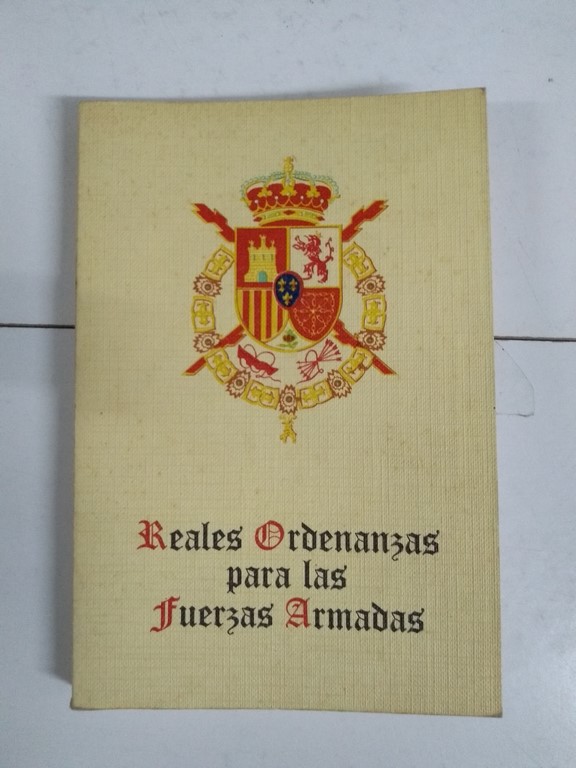 Reales Ordenanzas
para las
Fuerzas Armadas